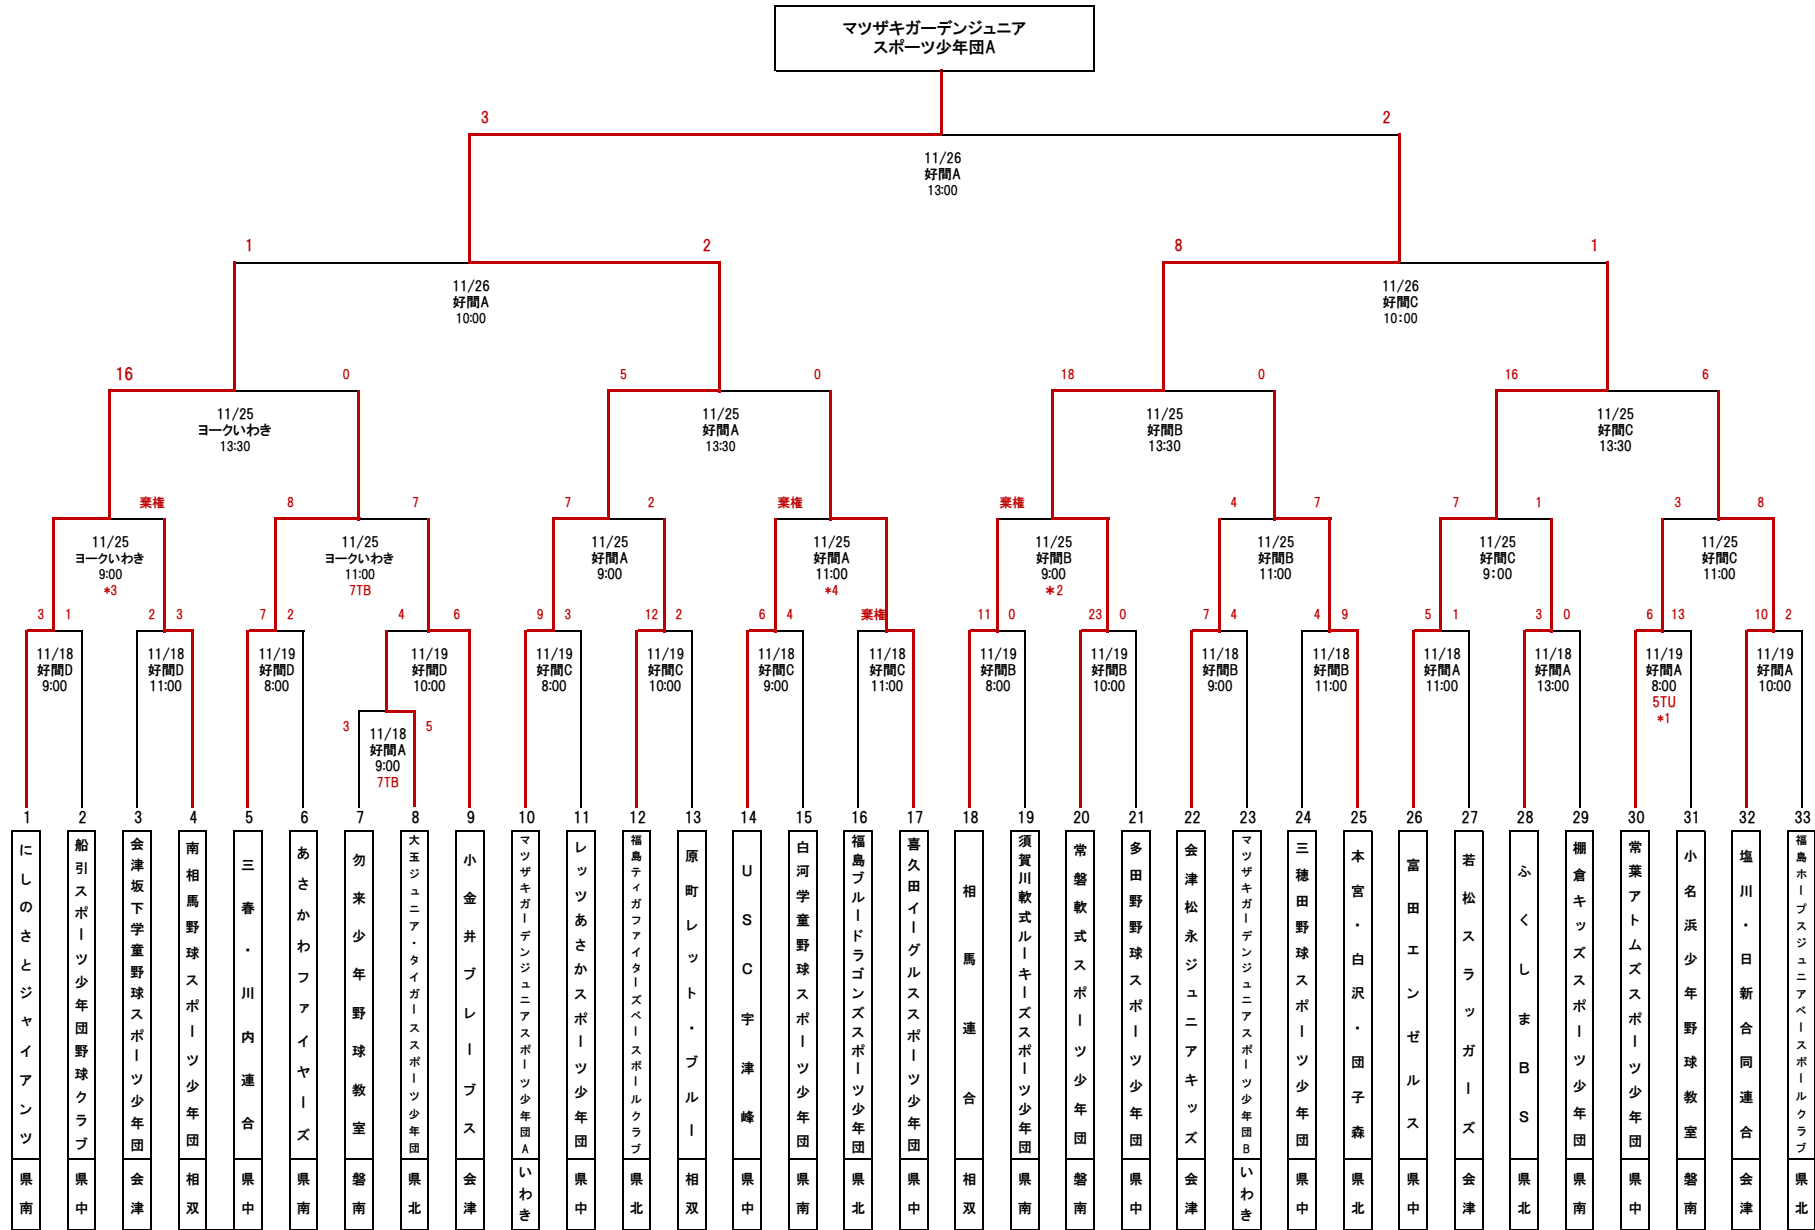 マツザキガーデンジュニア
スポーツ少年団A
3
2
11/26
好間A
13:00
1
2
8
1
11/26
好間A
10:00
11/26
好間C
10:00
16
0
5
0
18
0
16
6
11/25
ヨークいわき
13:30
11/25
好間A
13:30
11/25
好間B
13:30
11/25
好間C
13:30
棄権
8
7
7
2
棄権
棄権
4
7
7
1
3
8
11/25
ヨークいわき
9:00
*3
11/25
ヨークいわき
11:00
7TB
11/25
好間A
9:00
11/25
好間A
11:00
*4
11/25
好間B
9:00
*2
11/25
好間B
11:00
11/25
好間C
9:00
11/25
好間C
11:00
3 1
2 3
7 2
4 6
9 3
12 2
6 4
棄権
11 0
23 0
7 4
4 9
5 1
3 0
6 13
10 2
11/18
好間D
9:00
11/18
好間D
11:00
11/19
好間D
8:00
11/19
好間D
10:00
11/19
好間C
8:00
11/19
好間C
10:00
11/18
好間C
9:00
11/18
好間C
11:00
11/19
好間B
8:00
11/19
好間B
10:00
11/18
好間B
9:00
11/18
好間B
11:00
11/18
好間A
11:00
11/18
好間A
13:00
11/19
好間A
8:00
5TU
*1
11/19
好間A
10:00
3
5
11/18
好間A
9:00
7TB
1
にしのさとジャイアンツ
県南
2
船引スポーツ少年団野球クラブ
県中
3
会津坂下学童野球スポーツ少年団
会津
4
南相馬野球スポーツ少年団
相双
5
三春・川内連合
県中
6
あさかわファイヤーズ
県南
7
勿来少年野球教室
磐南
8
大玉ジュニア・タイガーススポーツ少年団
県北
9
小金井ブレーブス
会津
10
マツザキガーデンジュニアスポーツ少年団A
いわき
11
レッツあさかスポーツ少年団
県中
12
福島ティガファイターズベースボールクラブ
県北
13
原町レット・ブルー
相双
14
USC宇津峰
県中
15
白河学童野球スポーツ少年団
県南
16
福島ブルードラゴンズスポーツ少年団
県北
17
喜久田イーグルススポーツ少年団
県中
18
相馬連合
相双
19
須賀川軟式ルーキーズスポーツ少年団
県南
20
常磐軟式スポーツ少年団
磐南
21
多田野野球スポーツ少年団
県中
22
会津松永ジュニアキッズ
会津
23
マツザキガーデンジュニアスポーツ少年団B
いわき
24
三穂田野球スポーツ少年団
県中
25
本宮・白沢・団子森
県北
26
富田エンゼルス
県中
27
若松スラッガーズ
会津
28
ふくしまBS
県北
29
棚倉キッズスポーツ少年団
県南
30
常葉アトムズスポーツ少年団
県中
31
小名浜少年野球教室
磐南
32
塩川・日新合同連合
会津
33
福島ホープスジュニアベースボールクラブ
県北